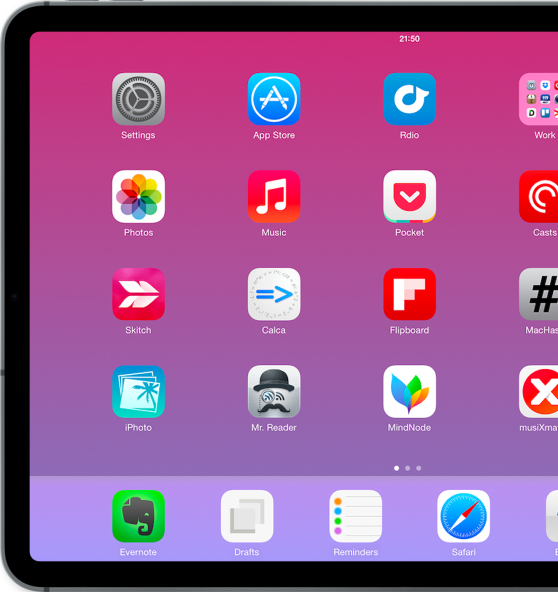 21:50
Settings
App Store
Rdio
Work
Photos
Music
Pocket
Casts
Skitch
=>
Calca
Flipboard
#
MacHas
iPhoto
Mr. Reader
MindNode
musiXma
Evernote
Drafts
Reminders
Safari